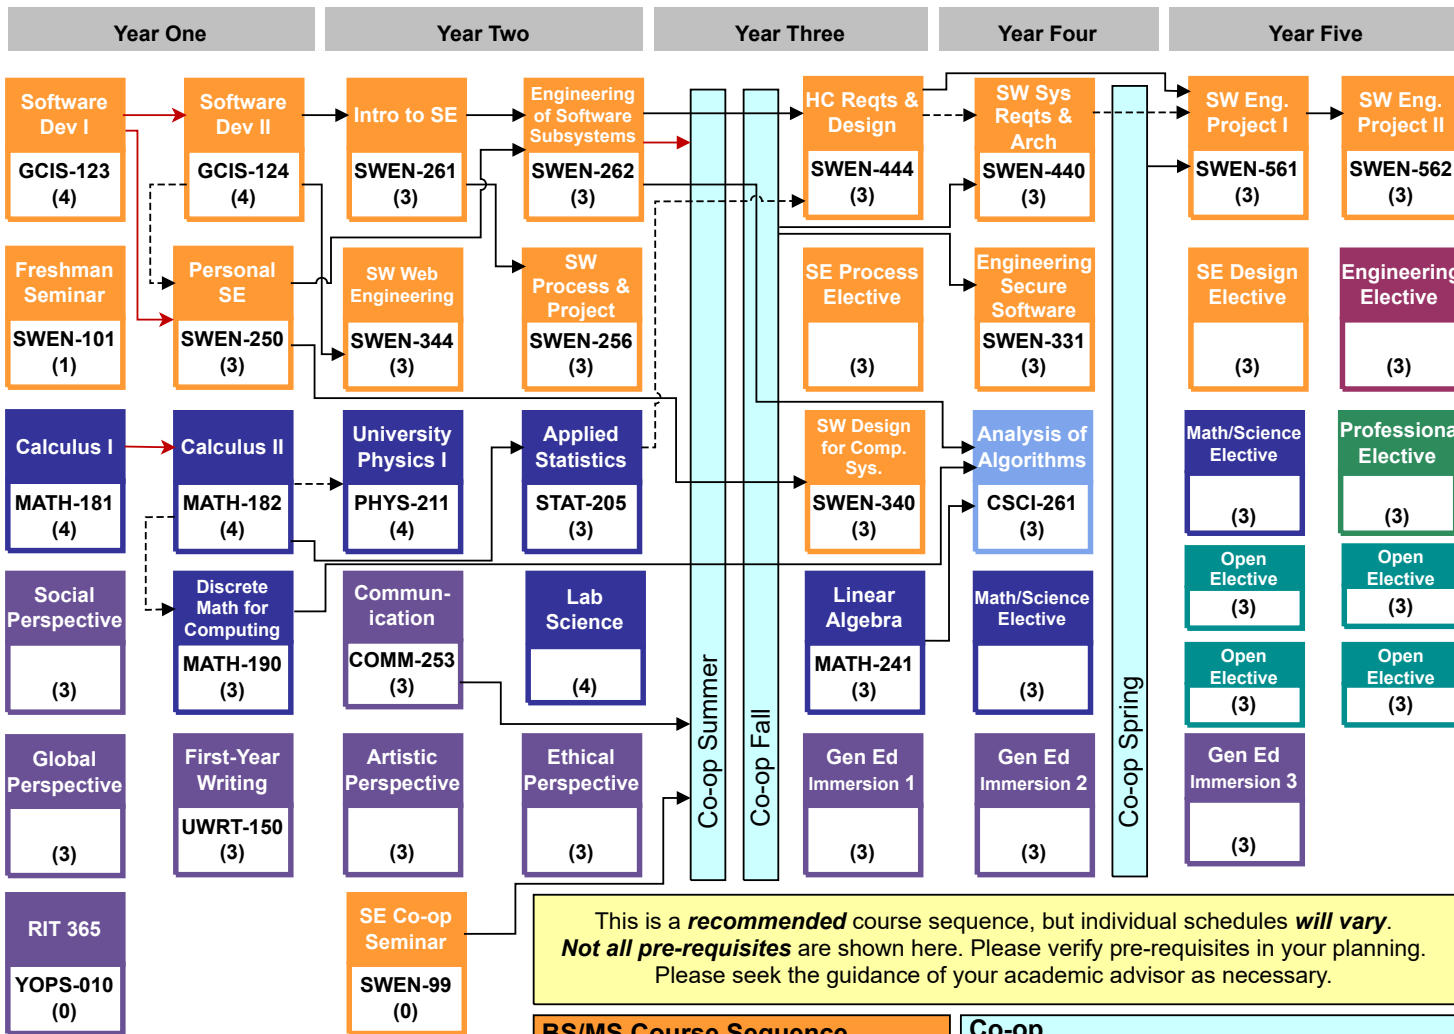 Year One
Year Two
Year Three
Year Four
Year Five
Software
Dev I
GCIS-123
(4)
Software
Dev II
GCIS-124
(4)
Intro to SE
SWEN-261
(3)
Engineering
of Software
Subsystems
SWEN-262
(3)
HC Reqts &
Design
SWEN-444
(3)
SW Sys
Reqts &
Arch
SWEN-440
(3)
SW Eng.
Project I
SWEN-561
(3)
SW Eng.
Project II
SWEN-562
(3)
Freshman
Seminar
SWEN-101
(1)
Personal
SE
SWEN-250
(3)
SW Web
Engineering
SWEN-344
(3)
SW
Process &
Project
SWEN-256
(3)
SE Process
Elective
(3)
Engineering
Secure
Software
SWEN-331
(3)
SE Design
Elective
(3)
Engineering
Elective
(3)
Calculus I
MATH-181
(4)
Calculus II
MATH-182
(4)
University
Physics I
PHYS-211
(4)
Applied
Statistics
STAT-205
(3)
SW Design
for Comp.
Sys.
SWEN-340
(3)
Analysis of
Algorithms
CSCI-261
(3)
Math/Science
Elective
(3)
Professional
Elective
(3)
Social
Perspective
(3)
Discrete
Math for
Computing
MATH-190
(3)
Commun-
ication
COMM-253
(3)
Lab
Science
(4)
Linear
Algebra
MATH-241
(3)
Math/Science
Elective
(3)
Open
Elective
(3)
Open
Elective
(3)
Open
Elective
(3)
Open
Elective
(3)
Global
Perspective
(3)
First-Year
Writing
UWRT-150
(3)
Artistic
Perspective
(3)
Ethical
Perspective
(3)
Co-op Summer
Co-op Fall
Gen Ed
Immersion 1
(3)
Gen Ed
Immersion 2
(3)
Co-op Spring
Gen Ed
Immersion 3
(3)
RIT 365
YOPS-010
(0)
SE Co-op
Seminar
SWEN-99
(0)
This is a recommended course sequence, but individual schedules will vary.
Not all pre-requisites are shown here. Please verify pre-requisites in your planning.
Please seek the guidance of your academic advisor as necessary.
BS/MS Course Sequence
Co-op